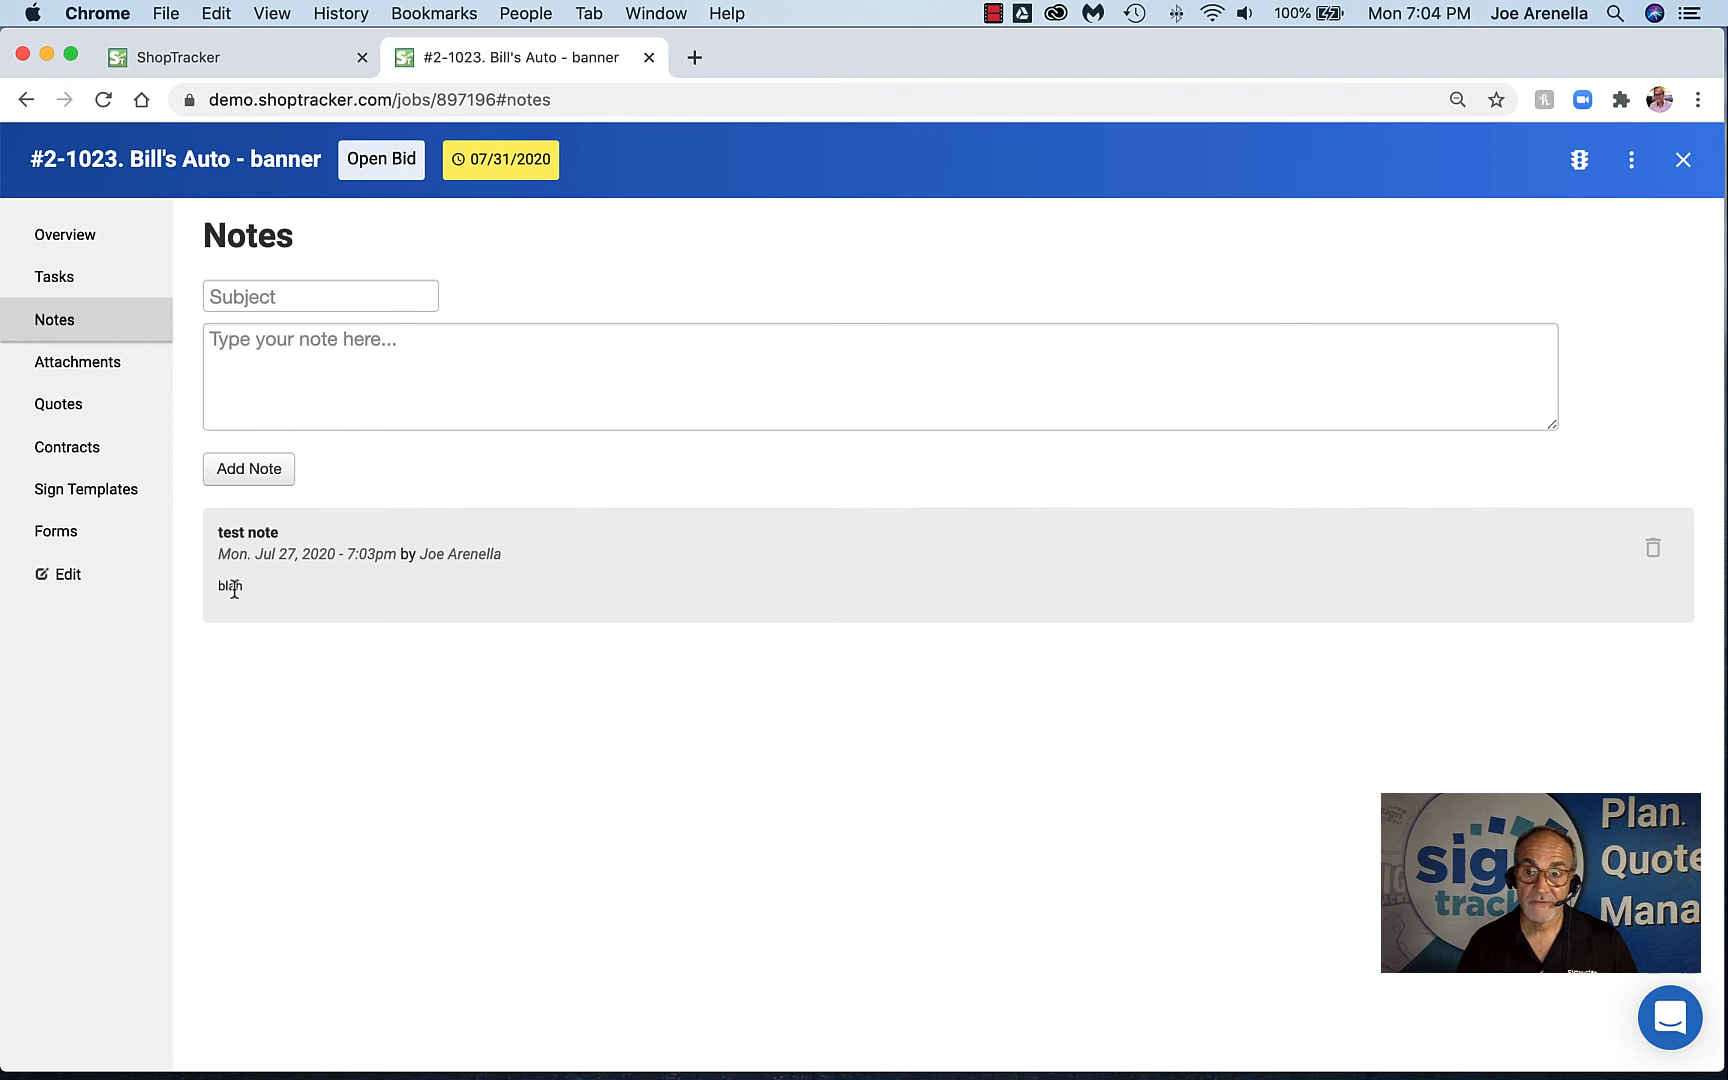 Chrome File Edit View History Bookmarks People Tab Window Help 100% Mon 7:04 PM Joe Arenella
ShopTracker
#2-1023. Bill's Auto - banner
demo.shoptracker.com/jobs/897196#notes
#2-1023. Bill's Auto - banner Open Bid 07/31/2020
Overview
Tasks
Notes
Attachments
Quotes
Contracts
Sign Templates
Forms
Edit
Notes
Subject
Type your note here...
Add Note
test note
Mon. Jul 27, 2020 - 7:03pm by Joe Arenella
blah
Plan.
Quote
Mana
sig
track